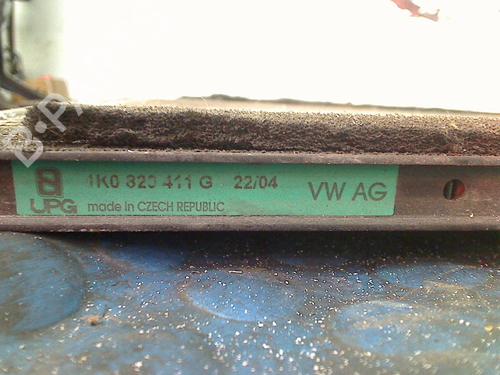 1K0 820 411 G 22/04 VW AG
UPG made in CZECH REPUBLIC